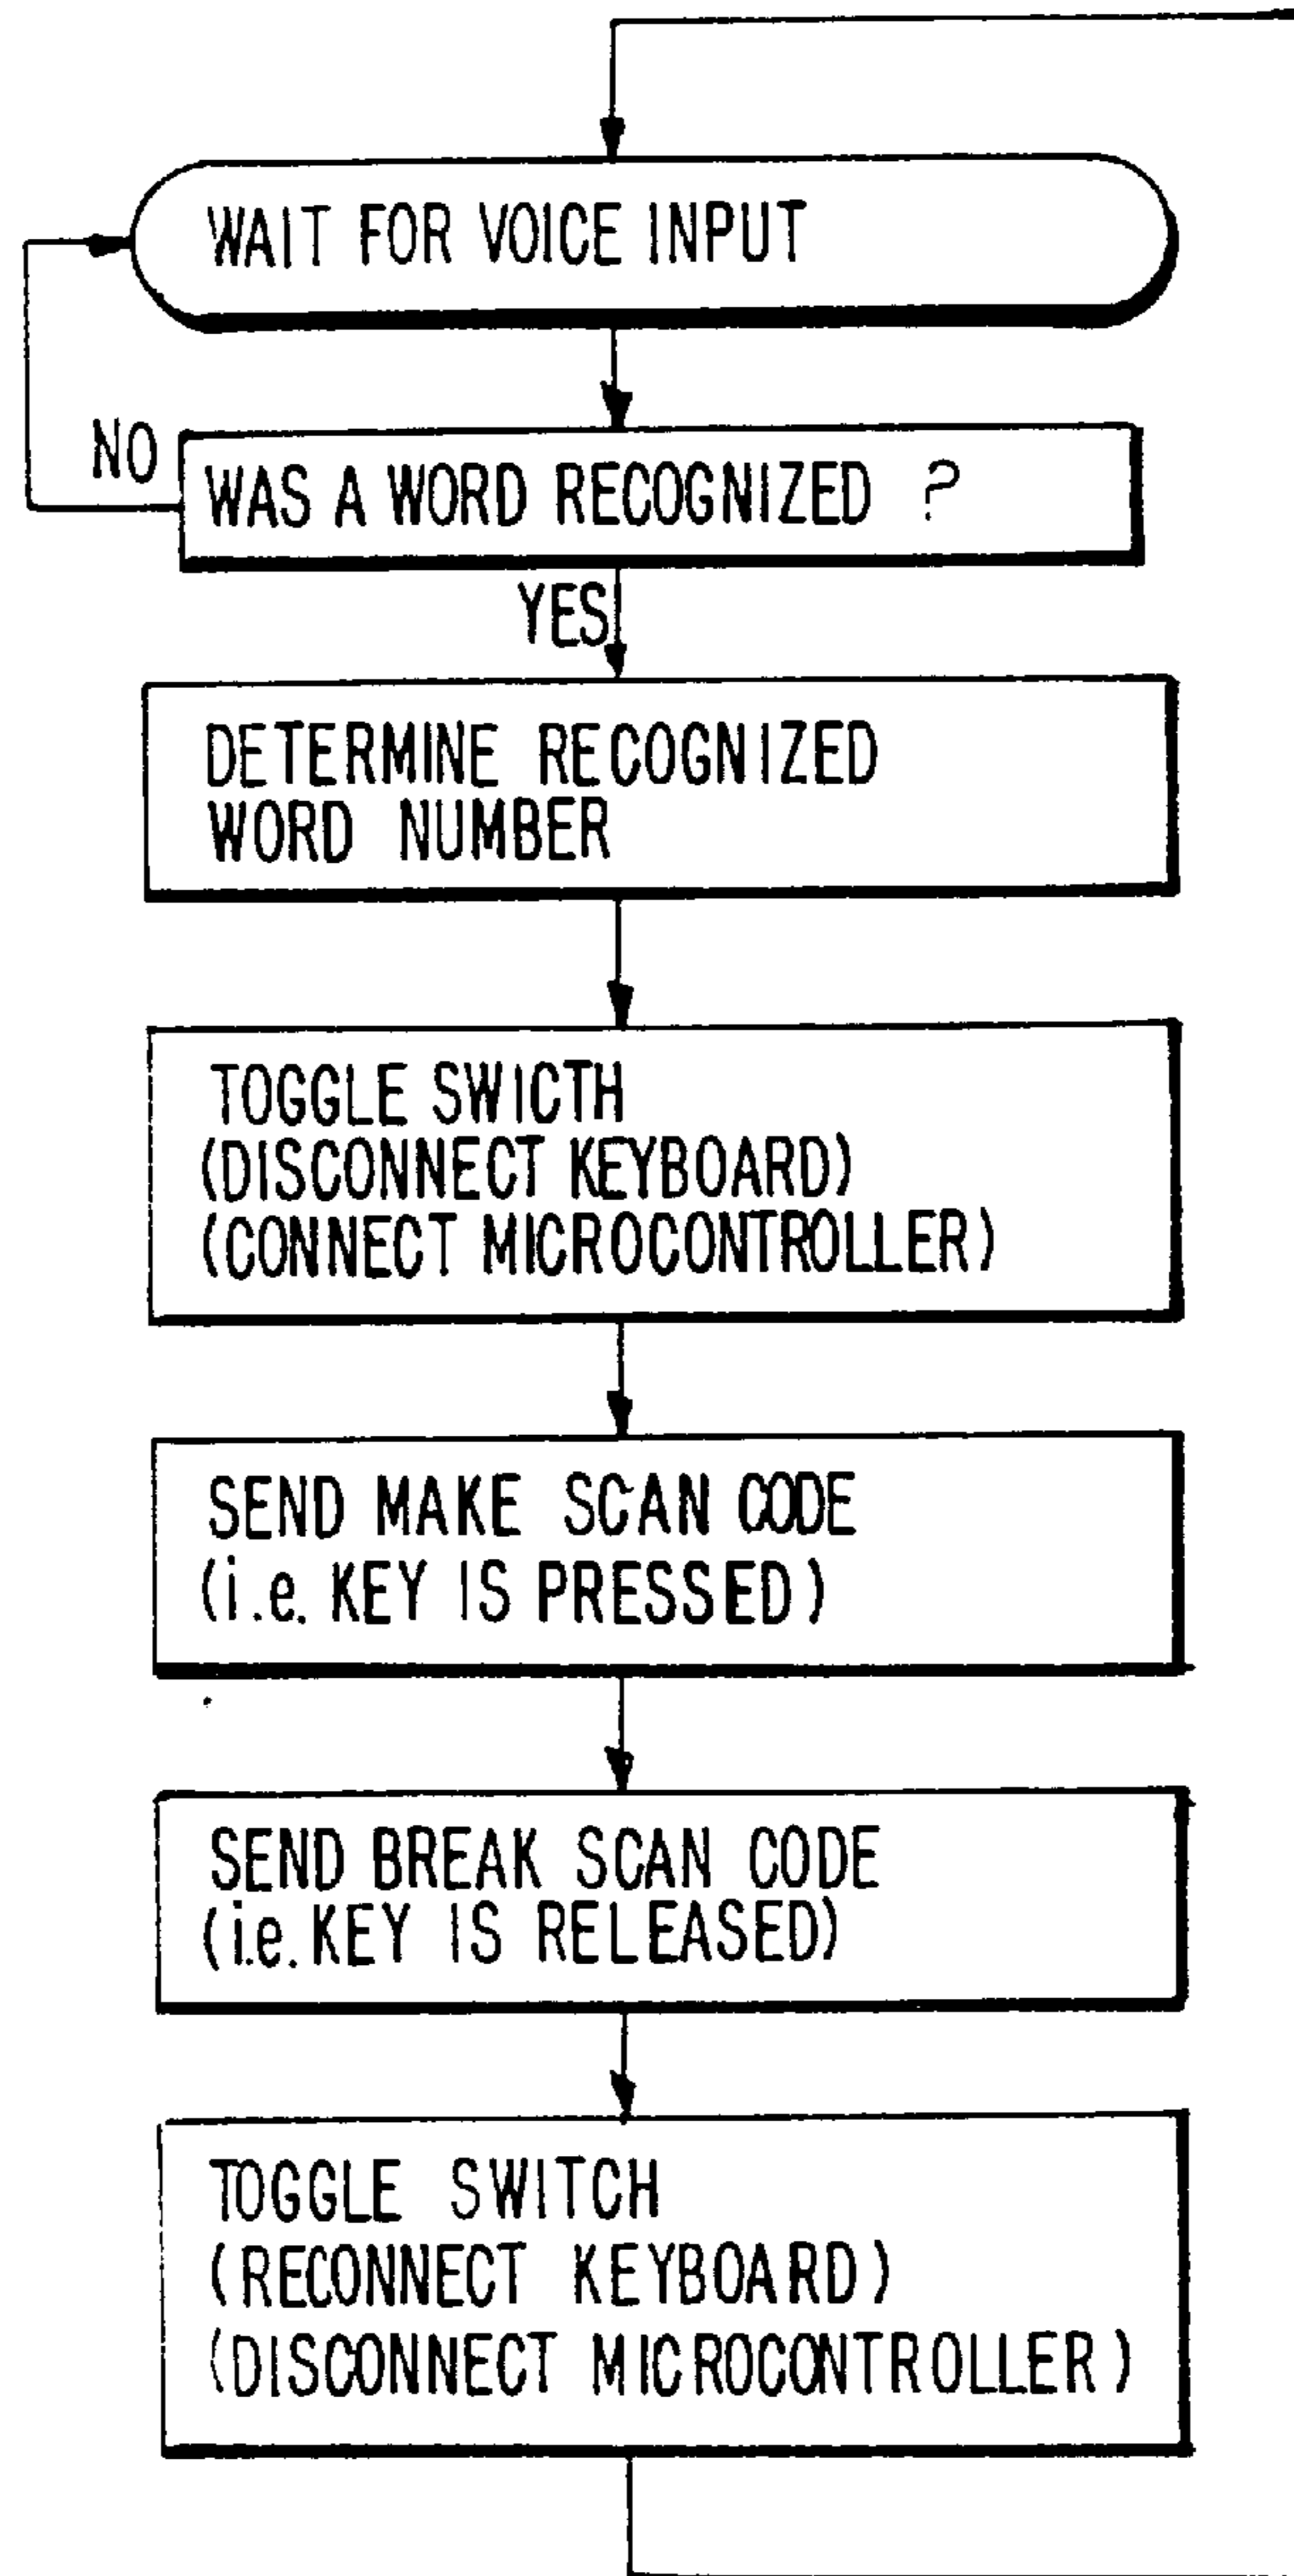 WAIT FOR VOICE INPUT
NO
WAS A WORD RECOGNIZED ?
YES
DETERMINE RECOGNIZED
WORD NUMBER
TOGGLE SWICTH
(DISCONNECT KEYBOARD)
(CONNECT MICROCONTROLLER)
SEND MAKE SCAN CODE
(i.e. KEY IS PRESSED)
SEND BREAK SCAN CODE
(i.e. KEY IS RELEASED)
TOGGLE SWITCH
(RECONNECT KEYBOARD)
(DISCONNECT MICROCONTROLLER)